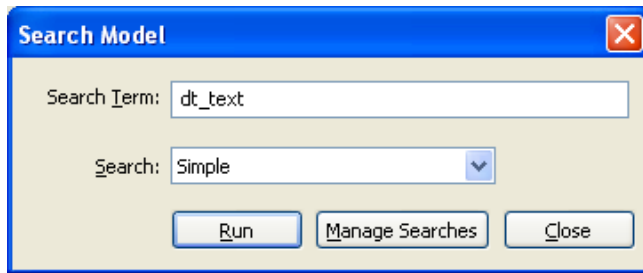 Search Model
Search Term: dt_text
Search: Simple
Run Manage Searches Close